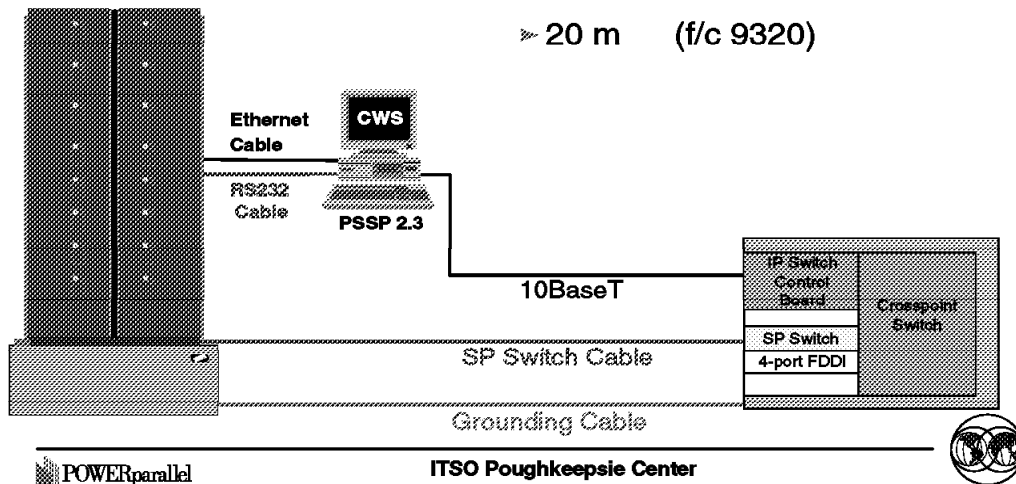 ➢ 20 m (f/c 9320)
Ethernet
Cable
CWS
RS232
Cable
PSSP 2.3
10BaseT
IP Switch
Control
Board
Crosspoint
Switch
SP Switch
4-port FDDI
SP Switch Cable
Grounding Cable
POWERparallel
ITSO Poughkeepsie Center